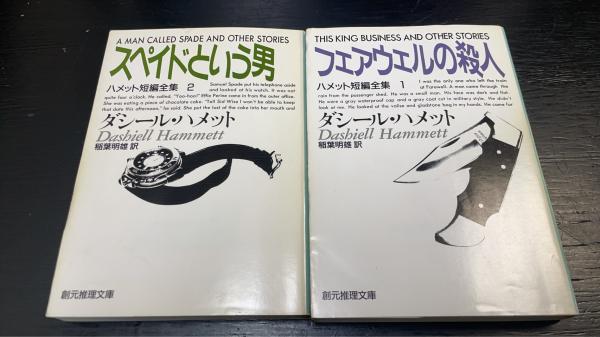 A MAN CALLED SPADE AND OTHER STORIES
スペイドという男
ハメット短編全集 2
Samuel Spade put his telephone aside
and looked at his watch. It was not
quite four o'clock. He called, "Yoo-hoo!" Effie Perine came in from the outer office.
She was eating a piece of chocolate cake. "Tell Sid Wise I won't be able to keep
that date this afternoon," he said. She put the last of the cake into her mouth and
ダシール・ハメット
Dashiell Hammett
稲葉明雄 訳
創元推理文庫
THIS KING BUSINESS AND OTHER STORIES
フェアウェルの殺人
ハメット短編全集 1
I was the only one who left the train
at Farewell. A man came through the
rain from the passenger shed. He was a small man. His face was dark and flat.
He wore a gray waterproof cap and a gray coat cut in military style. He didn't
look at me. He looked at the valise and gladstone bag in my hands. He came for
ダシール・ハメット
Dashiell Hammett
稲葉明雄 訳
創元推理文庫